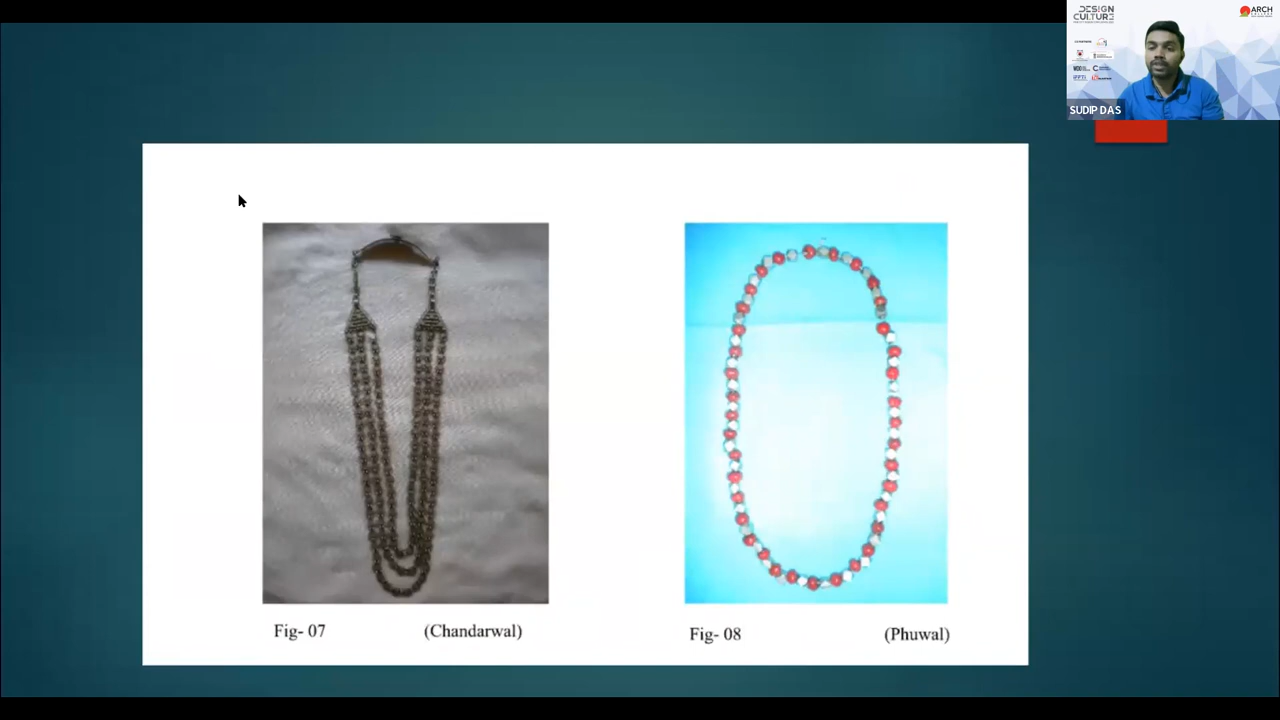 DESIGN
CULTURE
ARCH
SUDIP DAS
Fig- 07 (Chandarwal)
Fig- 08 (Phuwal)